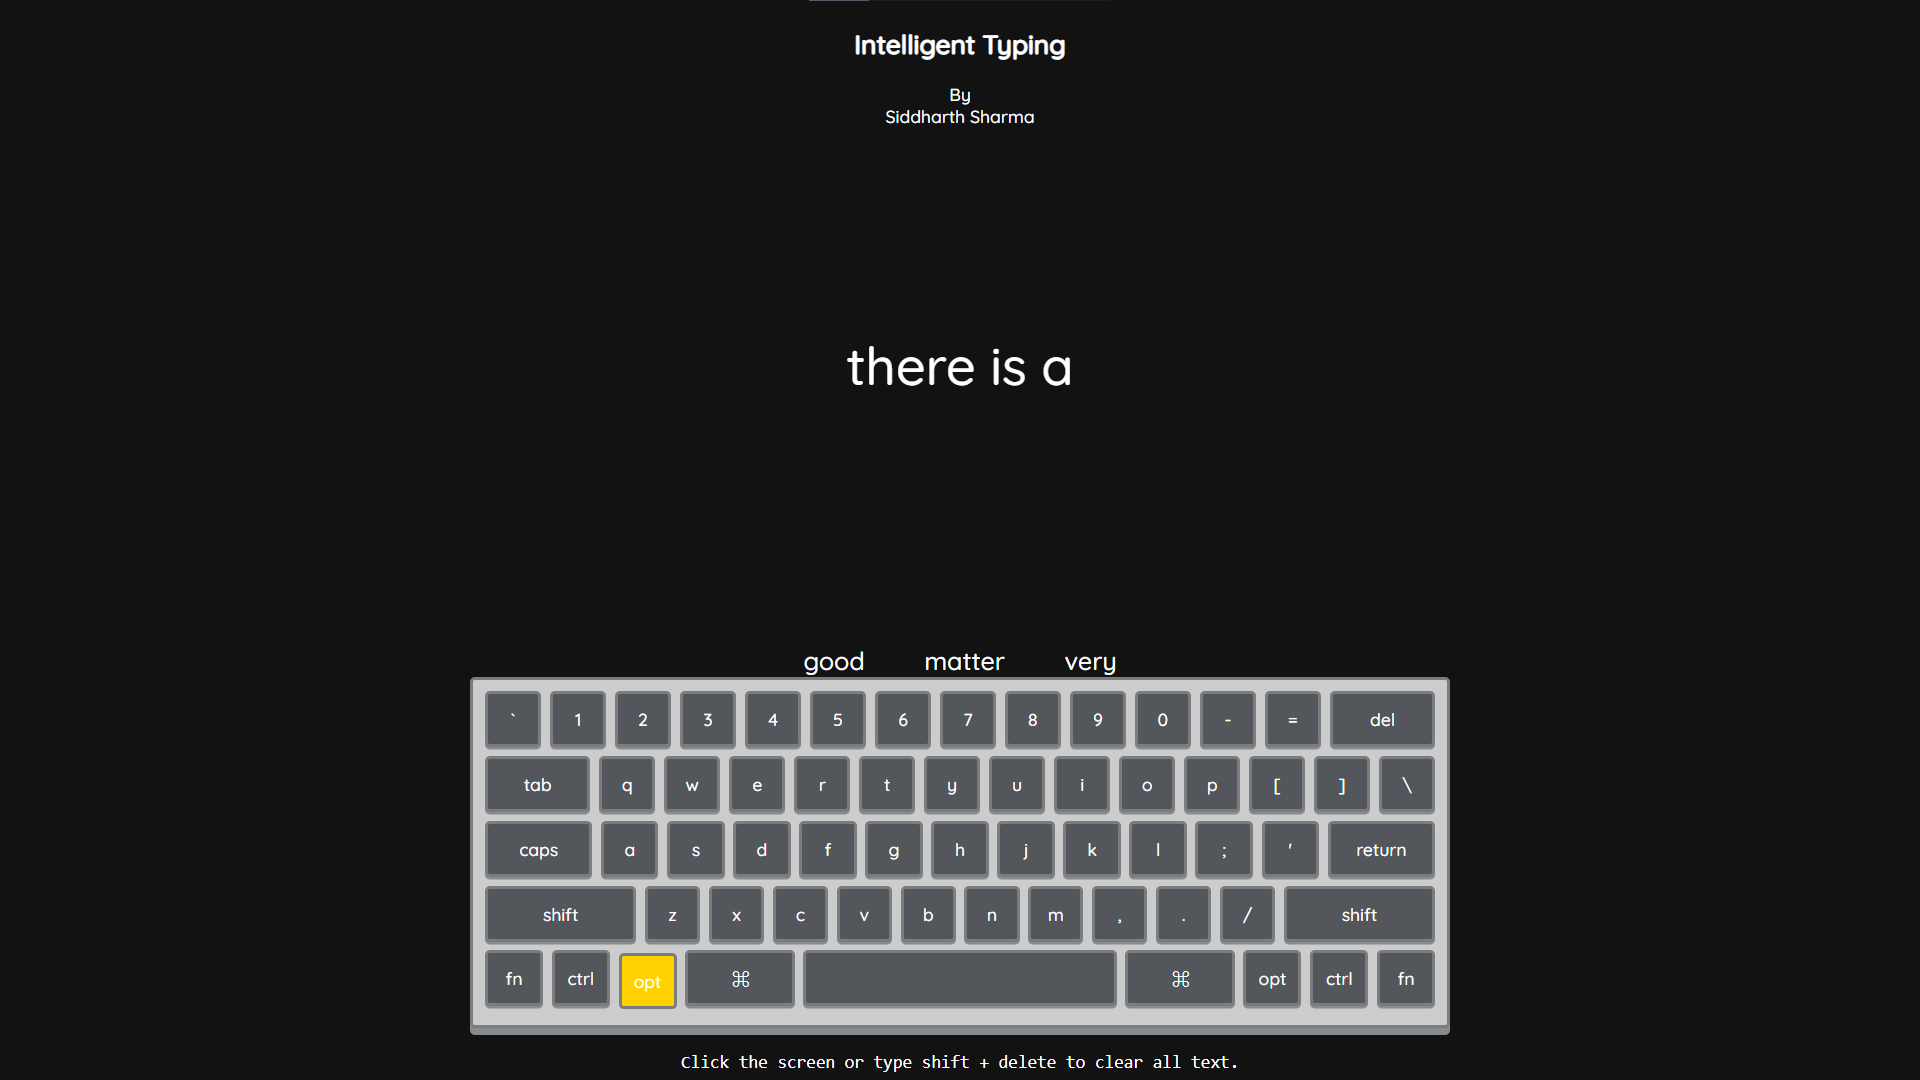 Intelligent Typing
By
Siddharth Sharma
there is a
good matter very
` 1 2 3 4 5 6 7 8 9 0 - = del
tab q w e r t y u i o p [ ] \
caps a s d f g h j k l ; ' return
shift z x c v b n m , . / shift
fn ctrl opt ⌘ ⌘ opt ctrl fn
Click the screen or type shift + delete to clear all text.